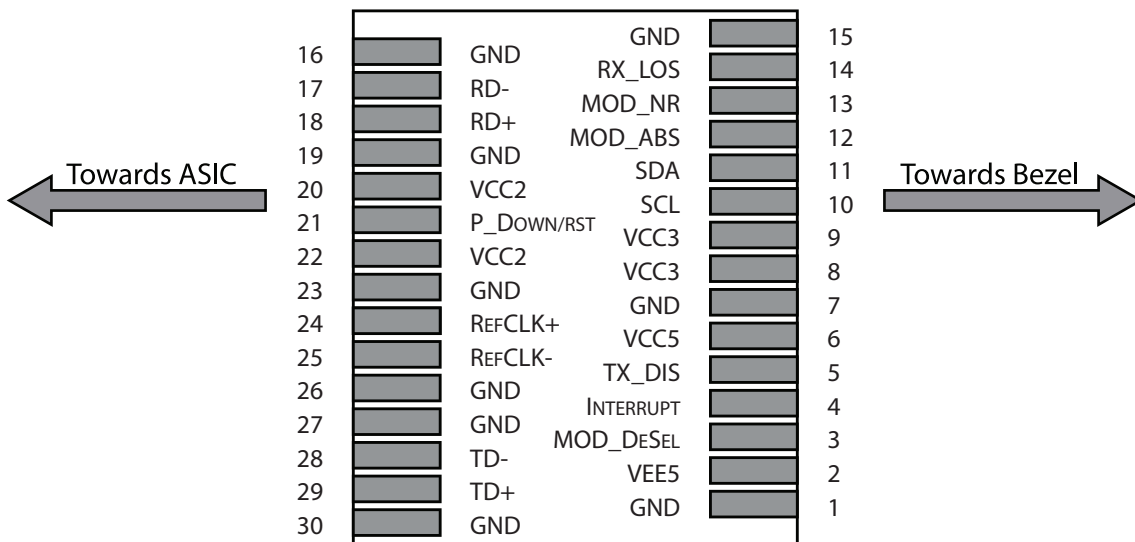 GND 15
16 GND
RX_LOS 14
17 RD-
MOD_NR 13
18 RD+
MOD_ABS 12
19 GND
SDA 11
Towards ASIC
Towards Bezel
20 VCC2
SCL 10
21 P_DOWN/RST
VCC3 9
22 VCC2
VCC3 8
23 GND
GND 7
24 REFCLK+
VCC5 6
25 REFCLK-
TX_DIS 5
26 GND
INTERRUPT 4
27 GND
MOD_DESEL 3
28 TD-
VEE5 2
29 TD+
GND 1
30 GND